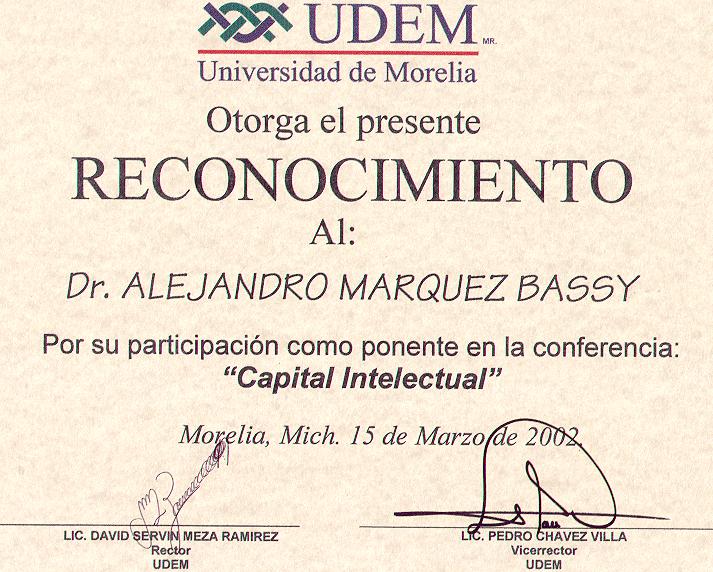 UDEM MR.
Universidad de Morelia
Otorga el presente
RECONOCIMIENTO
Al:
Dr. ALEJANDRO MARQUEZ BASSY
Por su participación como ponente en la conferencia:
“Capital Intelectual”
Morelia, Mich. 15 de Marzo de 2002.
LIC. DAVID SERVIN MEZA RAMIREZ
Rector
UDEM
LIC. PEDRO CHAVEZ VILLA
Vicerrector
UDEM